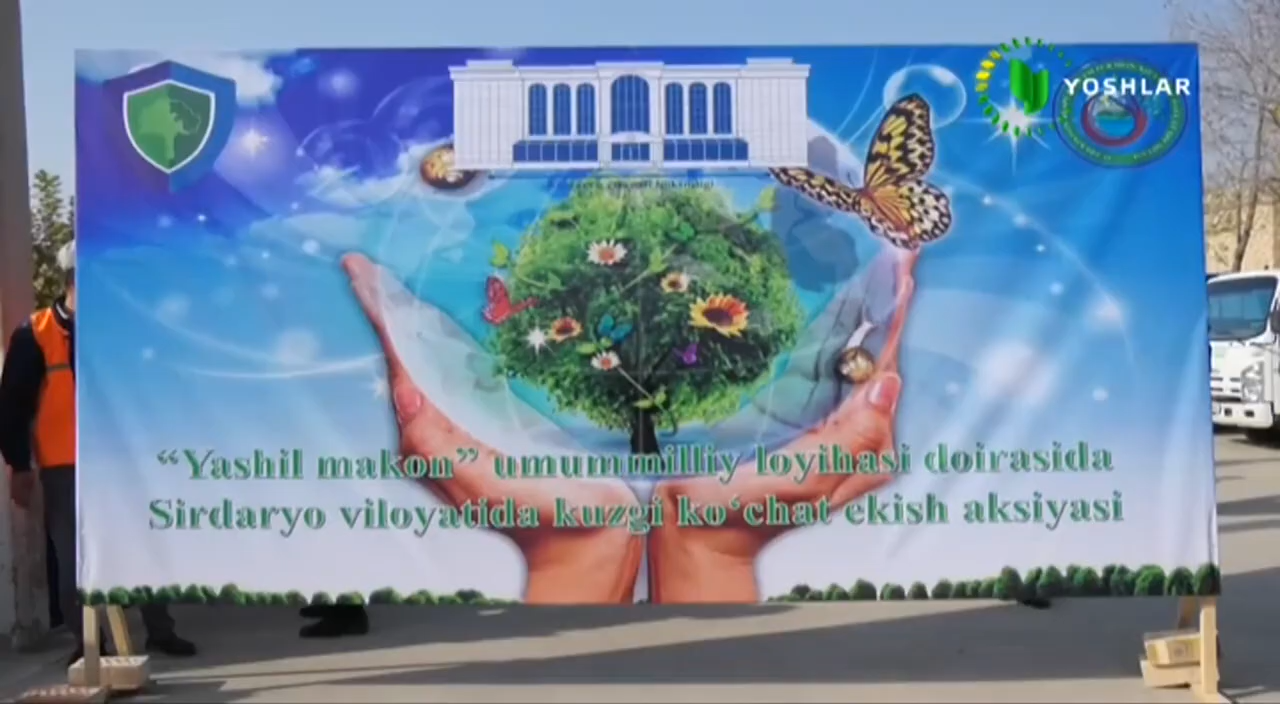 YOSHLAR
“Yashil makon” umummilliy loyihasi doirasida
Sirdaryo viloyatida kuzgi ko‘chat ekish aksiyasi